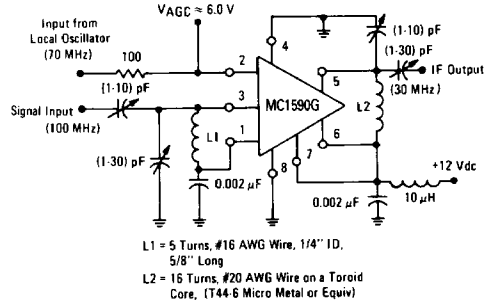 Input from
Local Oscillator
(70 MHz)
VAGC ≈ 6.0 V
100
(1-10) pF
Signal Input
(100 MHz)
(1-30) pF
L1
0.002 µF
2
3
1
4
MC1590G
5
6
7
8
(1-10) pF
(1-30) pF
IF Output
(30 MHz)
L2
+12 Vdc
0.002 µF
10 µH
L1 = 5 Turns, #16 AWG Wire, 1/4" ID,
5/8" Long
L2 = 16 Turns, #20 AWG Wire on a Toroid
Core, (T44-6 Micro Metal or Equiv)